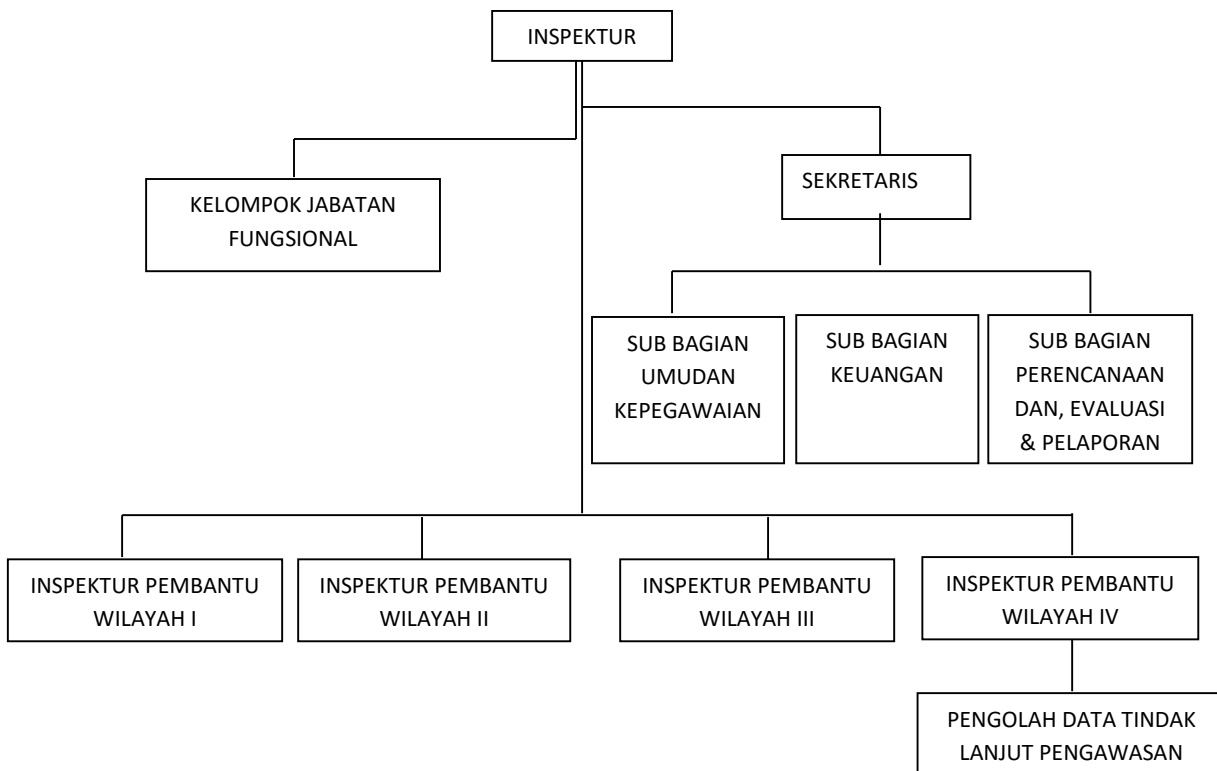 INSPEKTUR
KELOMPOK JABATAN
FUNGSIONAL
SEKRETARIS
SUB BAGIAN
UMUDAN
KEPEGAWAIAN
SUB BAGIAN
KEUANGAN
SUB BAGIAN
PERENCANAAN
DAN, EVALUASI
& PELAPORAN
INSPEKTUR PEMBANTU
WILAYAH I
INSPEKTUR PEMBANTU
WILAYAH II
INSPEKTUR PEMBANTU
WILAYAH III
INSPEKTUR PEMBANTU
WILAYAH IV
PENGOLAH DATA TINDAK
LANJUT PENGAWASAN